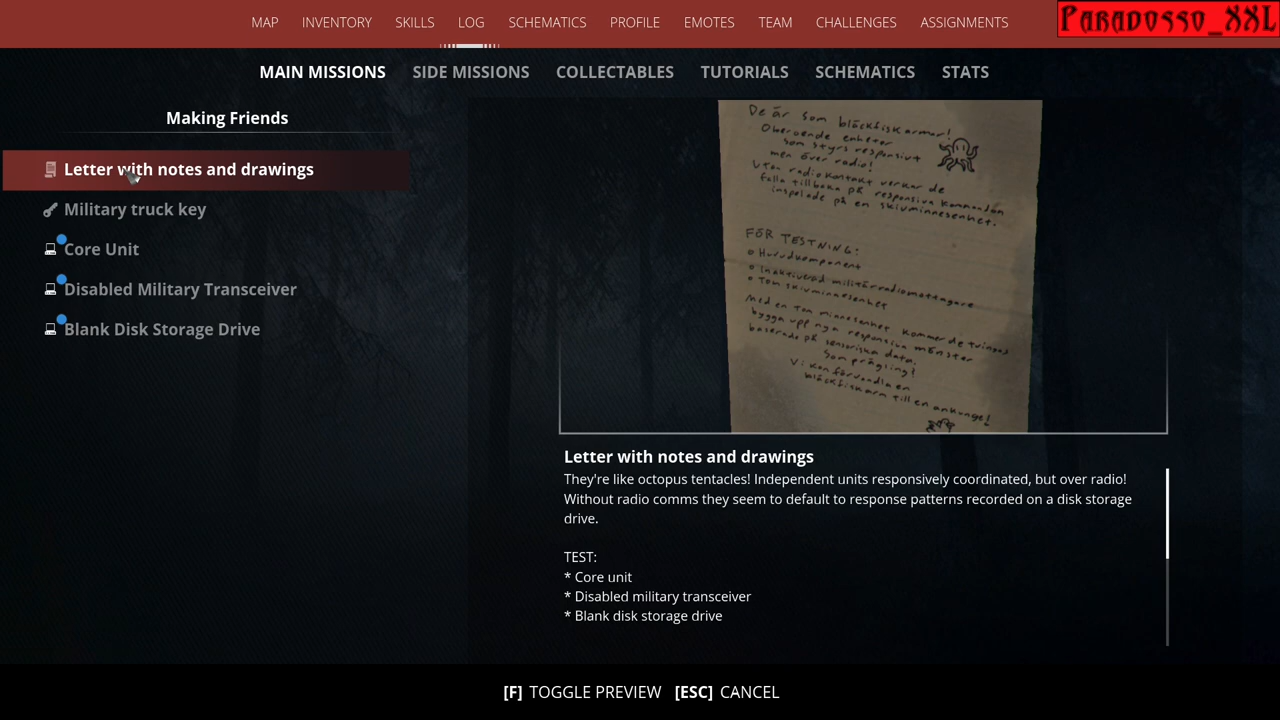 MAP INVENTORY SKILLS LOG SCHEMATICS PROFILE EMOTES TEAM CHALLENGES ASSIGNMENTS
Paradosso_XXL
MAIN MISSIONS SIDE MISSIONS COLLECTABLES TUTORIALS SCHEMATICS STATS
Making Friends
Letter with notes and drawings
Military truck key
Core Unit
Disabled Military Transceiver
Blank Disk Storage Drive
De är som bläckfiskarmar!
Oberoende enheter
som styrs responsivt
men över radio!
Utan radiokontakt verkar de
falla tillbaka på responsiva kommandon
inspelade på en skivminnesenhet.
FÖR TESTNING:
o Huvudkomponent
o Inaktiverad militärradiomottagare
o Tom skivminnesenhet
Med en tom minnesenhet kommer de tvingas
bygga upp nya responsiva mönster
baserade på sensoriska data.
Som prägling!
Vi kan förvandla en
bläckfiskarm till en ankunge!
Letter with notes and drawings
They're like octopus tentacles! Independent units responsively coordinated, but over radio!
Without radio comms they seem to default to response patterns recorded on a disk storage
drive.
TEST:
* Core unit
* Disabled military transceiver
* Blank disk storage drive
[F] TOGGLE PREVIEW [ESC] CANCEL